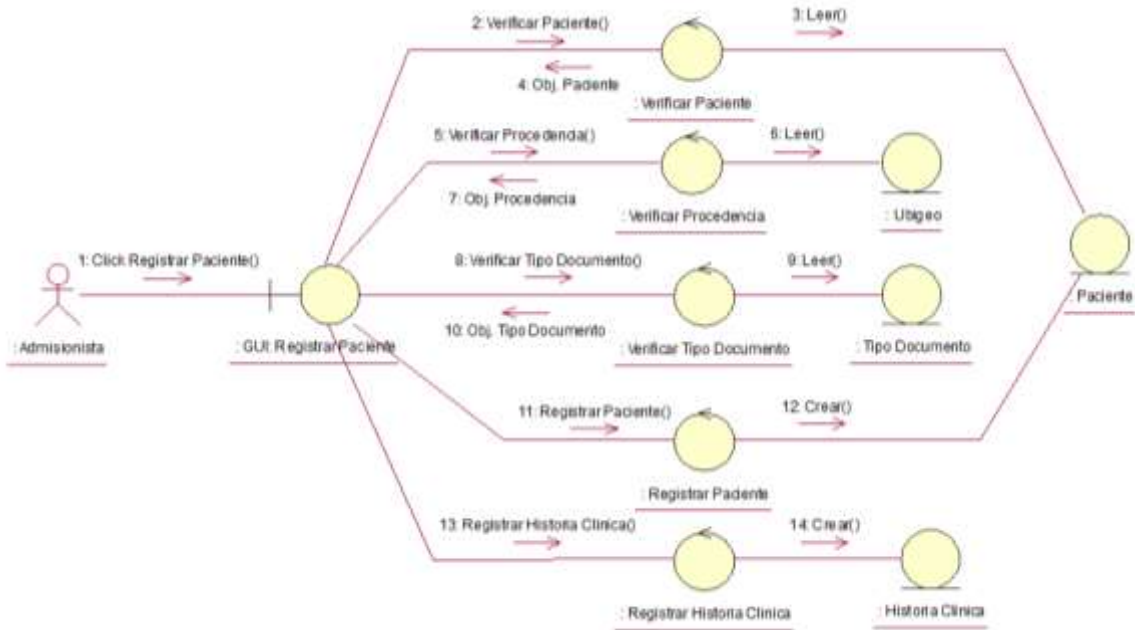 2: Verificar Paciente()
3: Leer()
4: Obj. Paciente
: Verificar Paciente
5: Verificar Procedencia()
6: Leer()
7: Obj. Procedencia
: Verificar Procedencia
: Ubigeo
1: Click Registrar Paciente()
8: Verificar Tipo Documento()
9: Leer()
: Paciente
10: Obj. Tipo Documento
: Admisionista
: GUI: Registrar Paciente
: Verificar Tipo Documento
: Tipo Documento
11: Registrar Paciente()
12: Crear()
: Registrar Paciente
13: Registrar Historia Clinica()
14: Crear()
: Registrar Historia Clinica
: Historia Clinica